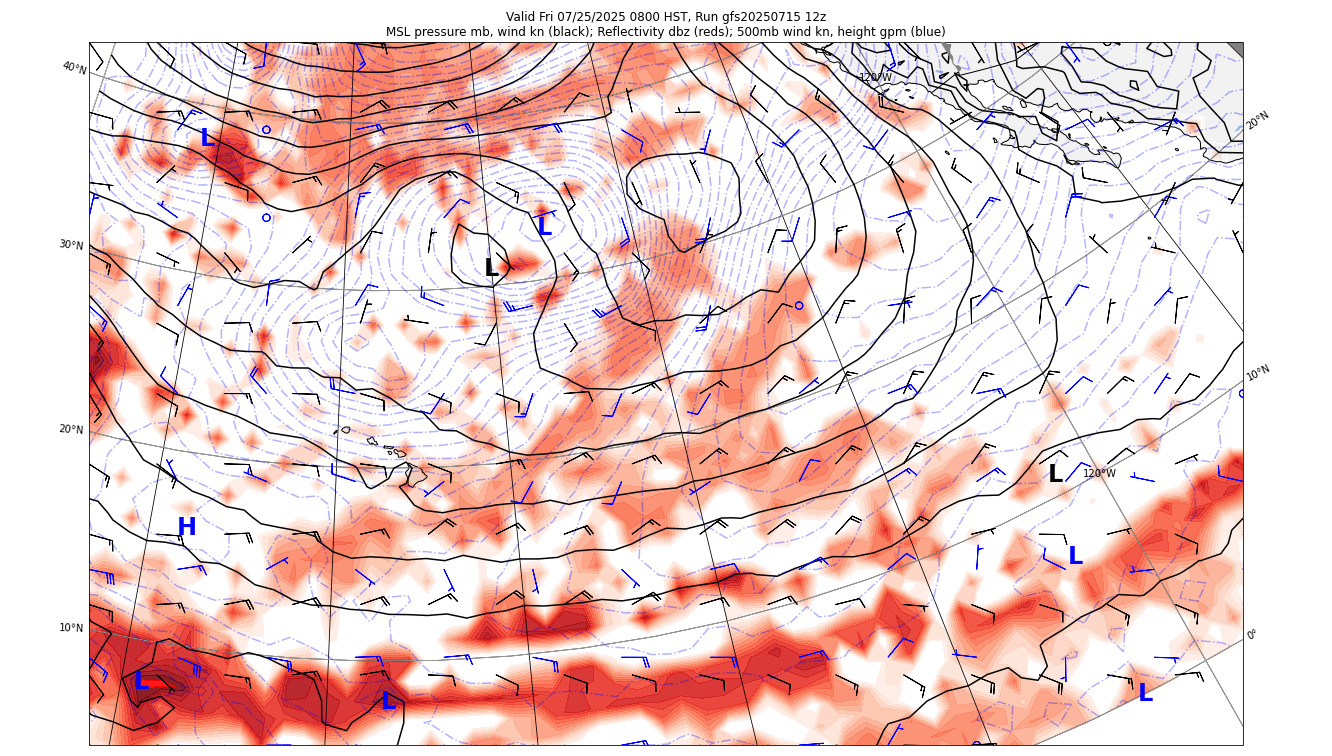 Valid Fri 07/25/2025 0800 HST, Run gfs20250715 12z
MSL pressure mb, wind kn (black); Reflectivity dbz (reds); 500mb wind kn, height gpm (blue)
40°N
120°W
20°N
L
L
30°N
L
10°N
20°N
L
120°W
H
L
10°N
0°
L
L
L